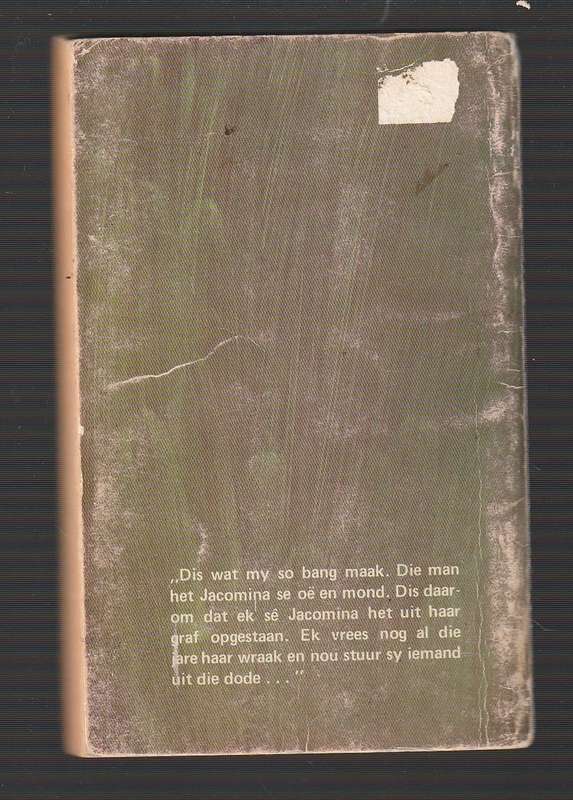 „Dis wat my so bang maak. Die man
het Jacomina se oë en mond. Dis daar-
om dat ek sê Jacomina het uit haar
graf opgestaan. Ek vrees nog al die
jare haar wraak en nou stuur sy iemand
uit die dode . . .”